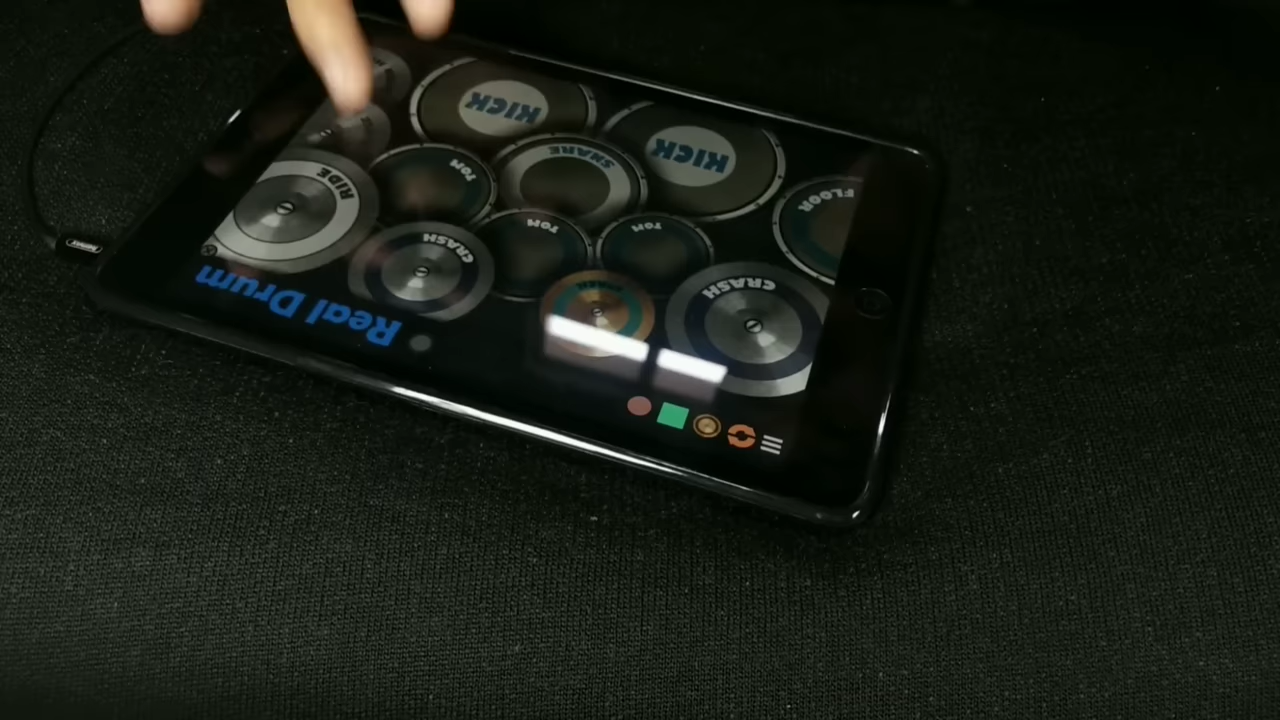 KICK
KICK
SNARE
TOM
FLOOR
RIDE
TOM
TOM
CRASH
CRASH
Real Drum